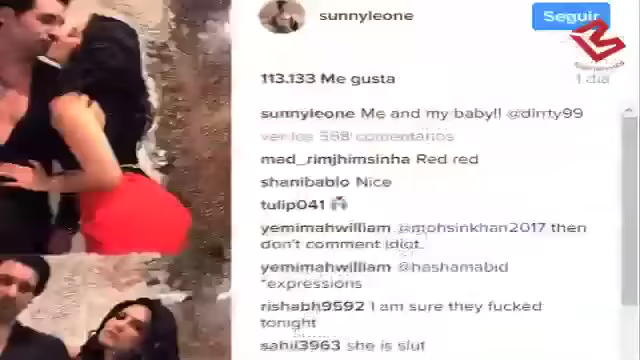 sunnyleone
Seguir
113.133 Me gusta
1 día
sunnyleone Me and my baby!! @dirrty99
ver los 558 comentarios
mad_rimjhimsinha Red red
shanibablo Nice
tulip041
yemimahwilliam @mohsinkhan2017 then
don't comment idiot.
yemimahwilliam @hashamabid
*expressions
rishabh9592 I am sure they fucked
tonight
sahil3963 she is slut